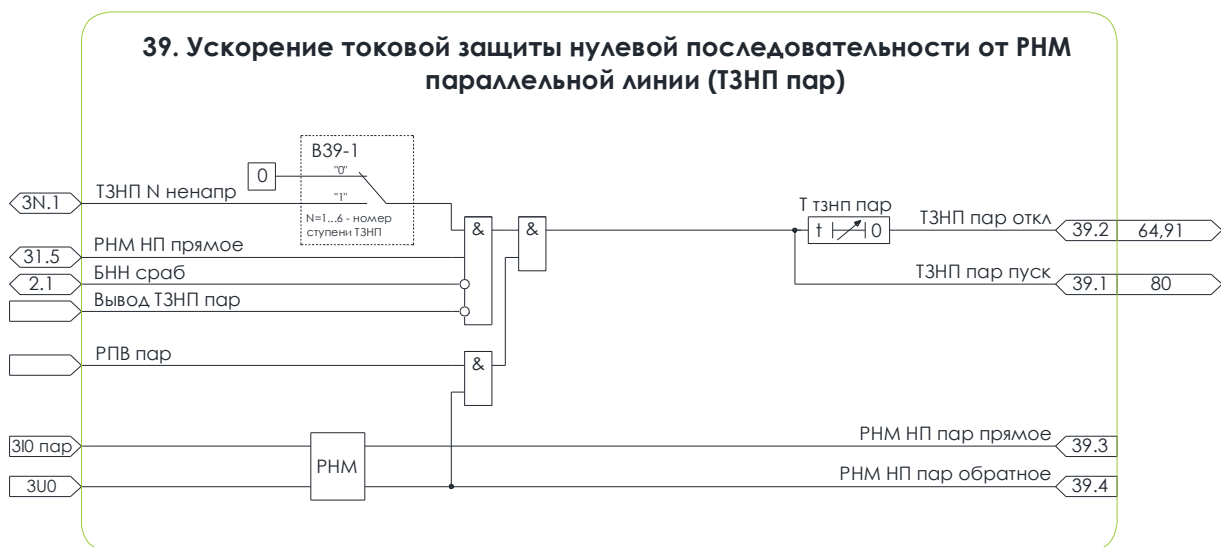 39. Ускорение токовой защиты нулевой последовательности от РНМ
параллельной линии (ТЗНП пар)
В39-1
0
"0"
3N.1
ТЗНП N ненапр
"1"
N=1...6 - номер
ступени ТЗНП
Т тзнп пар
&
&
t
0
ТЗНП пар откл
39.2
64,91
31.5
РНМ НП прямое
2.1
БНН сраб
ТЗНП пар пуск
39.1
80
Вывод ТЗНП пар
РПВ пар
&
3I0 пар
РНМ
РНМ НП пар прямое
39.3
3U0
РНМ НП пар обратное
39.4